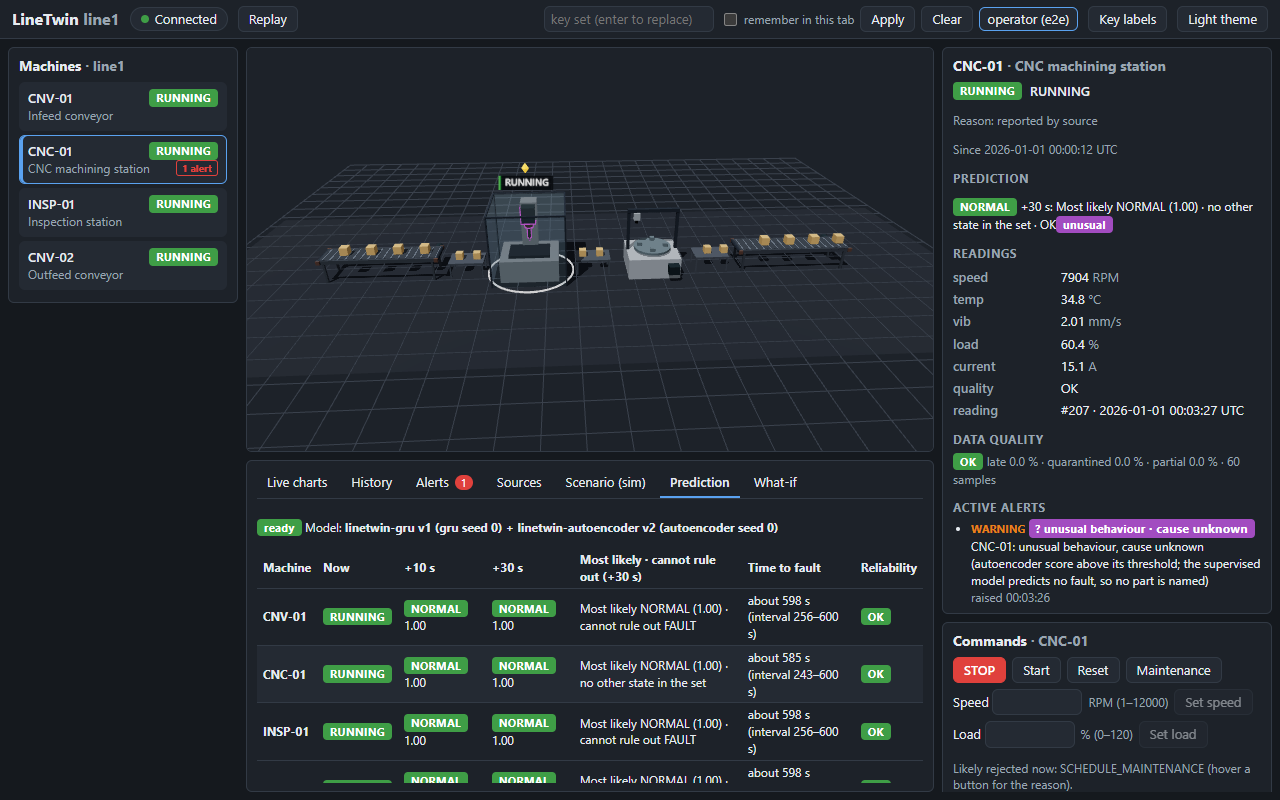 LineTwin line1 Connected Replay key set (enter to replace) remember in this tab Apply Clear operator (e2e) Key labels Light theme
Machines · line1
CNV-01 RUNNING
Infeed conveyor
CNC-01 RUNNING
CNC machining station 1 alert
INSP-01 RUNNING
Inspection station
CNV-02 RUNNING
Outfeed conveyor
RUNNING
Live charts History Alerts 1 Sources Scenario (sim) Prediction What-if
ready Model: linetwin-gru v1 (gru seed 0) + linetwin-autoencoder v2 (autoencoder seed 0)
Machine Now +10 s +30 s Most likely · cannot rule out (+30 s) Time to fault Reliability
CNV-01 RUNNING NORMAL 1.00 NORMAL 1.00 Most likely NORMAL (1.00) · cannot rule out FAULT about 598 s (interval 256–600 s) OK
CNC-01 RUNNING NORMAL 1.00 NORMAL 1.00 Most likely NORMAL (1.00) · no other state in the set about 585 s (interval 243–600 s) OK
INSP-01 RUNNING NORMAL 1.00 NORMAL 1.00 Most likely NORMAL (1.00) · cannot rule out FAULT about 598 s (interval 256–600 s) OK
NORMAL NORMAL Most likely NORMAL (1.00) · about 598 s
CNC-01 · CNC machining station
RUNNING RUNNING
Reason: reported by source
Since 2026-01-01 00:00:12 UTC
PREDICTION
NORMAL +30 s: Most likely NORMAL (1.00) · no other
state in the set · OK unusual
READINGS
speed 7904 RPM
temp 34.8 °C
vib 2.01 mm/s
load 60.4 %
current 15.1 A
quality OK
reading #207 · 2026-01-01 00:03:27 UTC
DATA QUALITY
OK late 0.0 % · quarantined 0.0 % · partial 0.0 % · 60
samples
ACTIVE ALERTS
• WARNING ? unusual behaviour · cause unknown
CNC-01: unusual behaviour, cause unknown
(autoencoder score above its threshold; the supervised
model predicts no fault, so no part is named)
raised 00:03:26
Commands · CNC-01
STOP Start Reset Maintenance
Speed RPM (1–12000) Set speed
Load % (0–120) Set load
Likely rejected now: SCHEDULE_MAINTENANCE (hover a
button for the reason).